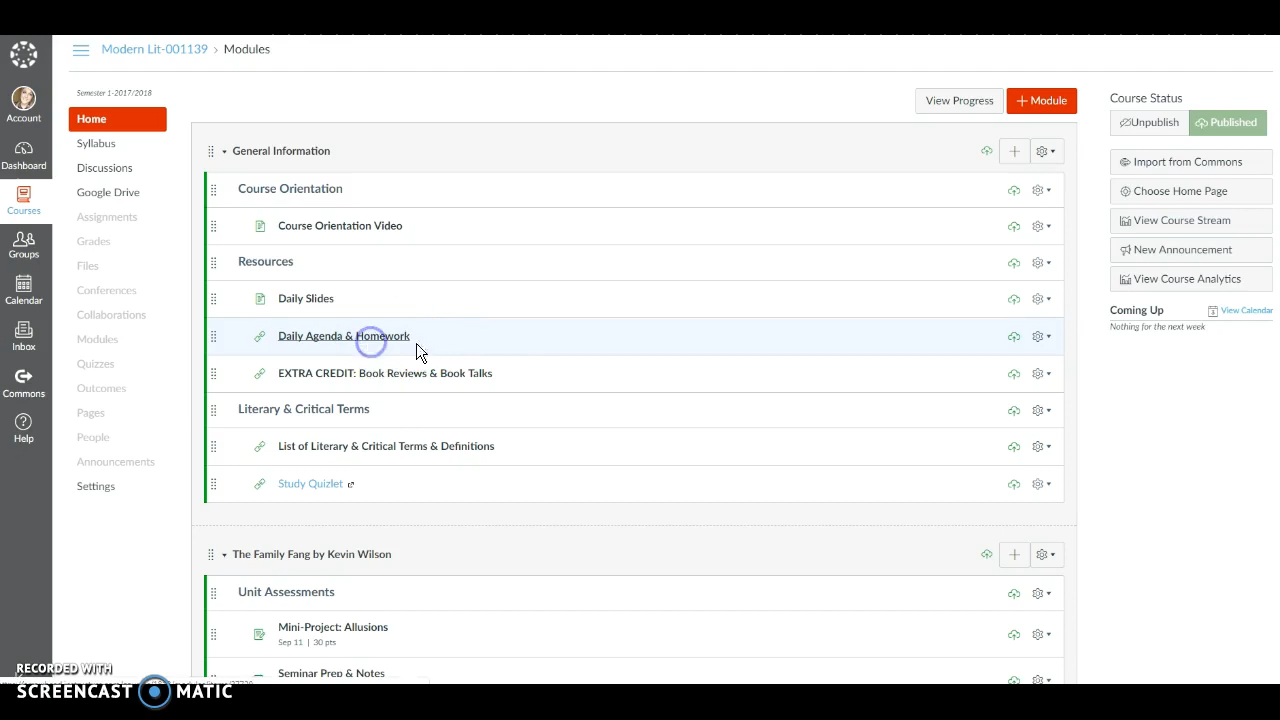 Modern Lit-001139 › Modules
Semester 1-2017/2018
Account
Dashboard
Courses
Groups
Calendar
Inbox
Commons
Help
Home
Syllabus
Discussions
Google Drive
Assignments
Grades
Files
Conferences
Collaborations
Modules
Quizzes
Outcomes
Pages
People
Announcements
Settings
View Progress
+ Module
General Information
Course Orientation
Course Orientation Video
Resources
Daily Slides
Daily Agenda & Homework
EXTRA CREDIT: Book Reviews & Book Talks
Literary & Critical Terms
List of Literary & Critical Terms & Definitions
Study Quizlet
The Family Fang by Kevin Wilson
Unit Assessments
Mini-Project: Allusions
Sep 11 | 30 pts
Seminar Prep & Notes
Course Status
Unpublish
Published
Import from Commons
Choose Home Page
View Course Stream
New Announcement
View Course Analytics
Coming Up
View Calendar
Nothing for the next week
RECORDED WITH
SCREENCAST MATIC